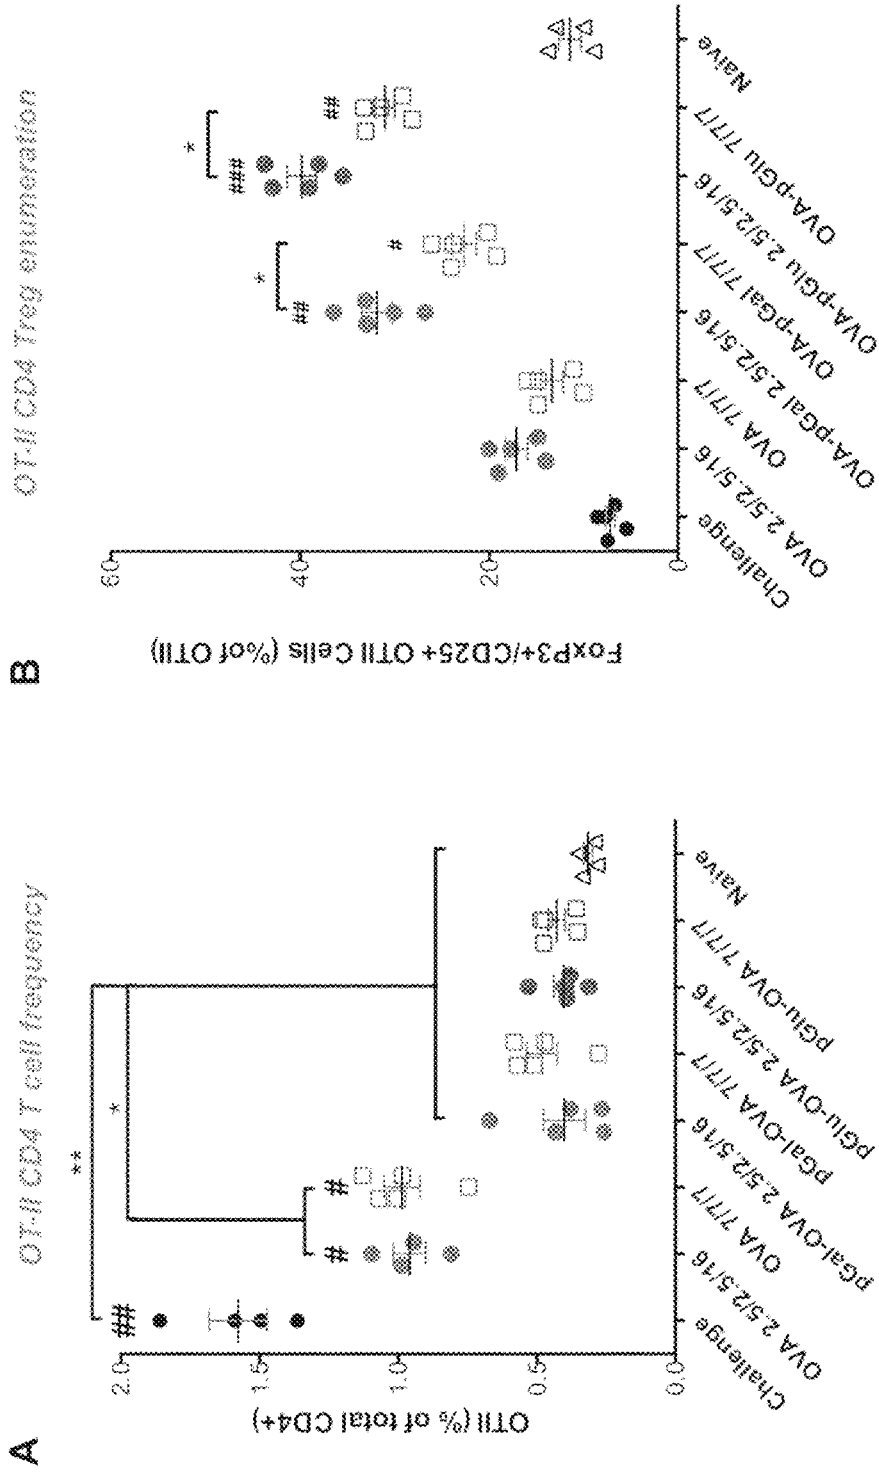 A
OT-II CD4 T cell frequency
OTII (% of total CD4+)
2.0
1.5
1.0
0.5
0.0
##
**
*
#
#
Challenge
OVA 2.5/2.5/16
OVA 7/7/7
pGal-OVA 2.5/2.5/16
pGal-OVA 7/7/7
pGlu-OVA 2.5/2.5/16
pGlu-OVA 7/7/7
Naive
B
OT-II CD4 Treg enumeration
FoxP3+/CD25+ OTII Cells (%of OTII)
60
40
20
0
##
*
#
###
*
##
Challenge
OVA 2.5/2.5/16
OVA 7/7/7
OVA-pGal 2.5/2.5/16
OVA-pGal 7/7/7
OVA-pGlu 2.5/2.5/16
OVA-pGlu 7/7/7
Naive